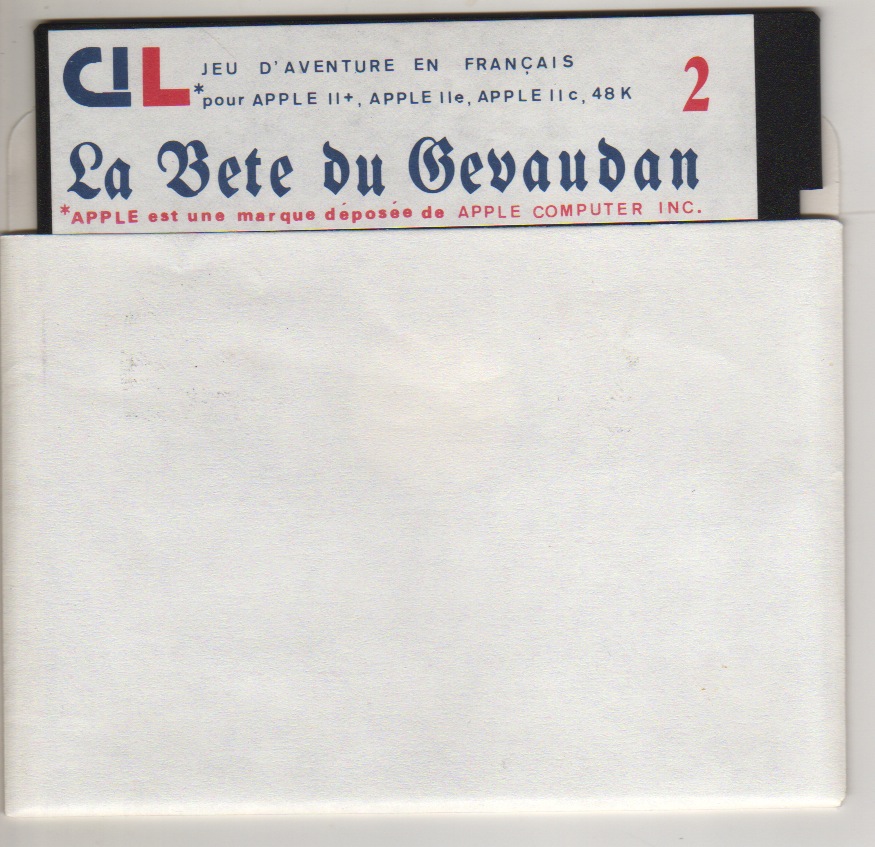 CIL
JEU D'AVENTURE EN FRANÇAIS
*pour APPLE II+, APPLE IIe, APPLE IIc, 48 K
2
La Bete du Gevaudan
*APPLE est une marque déposée de APPLE COMPUTER INC.